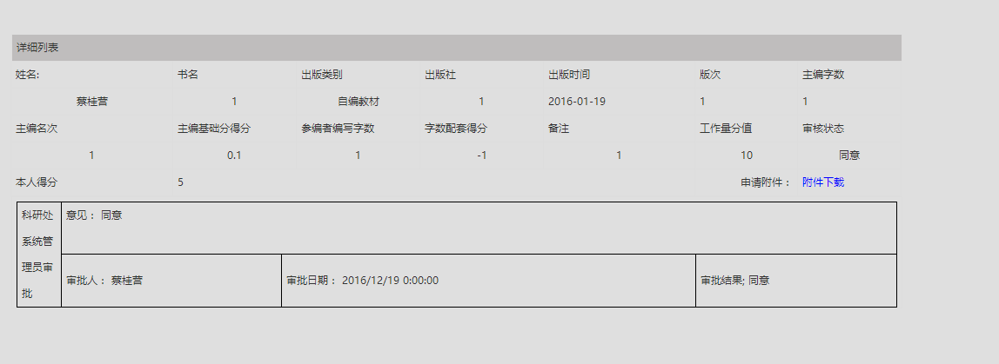 详细列表
姓名: 书名 出版类别 出版社 出版时间 版次 主编字数
蔡桂营 1 自编教材 1 2016-01-19 1 1
主编名次 主编基础分得分 参编者编写字数 字数配套得分 备注 工作量分值 审核状态
1 0.1 1 -1 1 10 同意
本人得分 5 申请附件： 附件下载
科研处
系统管
理员审
批
意见： 同意
审批人： 蔡桂营 审批日期： 2016/12/19 0:00:00 审批结果; 同意